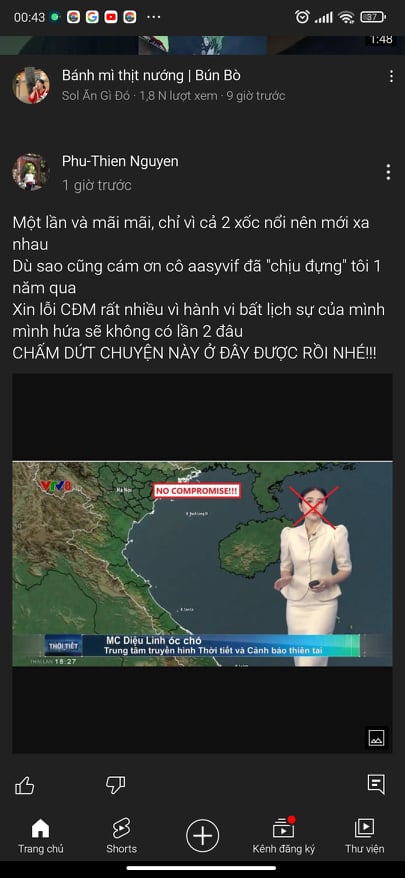 00:43
37
1:48
Bánh mì thịt nướng | Bún Bò
Sol Ăn Gì Đó · 1,8 N lượt xem · 9 giờ trước
Phu-Thien Nguyen
1 giờ trước
Một lần và mãi mãi, chỉ vì cả 2 xốc nổi nên mới xa
nhau
Dù sao cũng cám ơn cô aasyvif đã "chịu đựng" tôi 1
năm qua
Xin lỗi CĐM rất nhiều vì hành vi bất lịch sự của mình
mình hứa sẽ không có lần 2 đâu
CHẤM DỨT CHUYỆN NÀY Ở ĐÂY ĐƯỢC RỒI NHÉ!!!
VTV8
Hà Nội
NO COMPROMISE!!!
THỜI TIẾT
MC Diệu Linh óc chó
Trung tâm truyền hình Thời tiết và Cảnh báo thiên tai
THÁI LAN 18:27
Trang chủ
Shorts
Kênh đăng ký
Thư viện